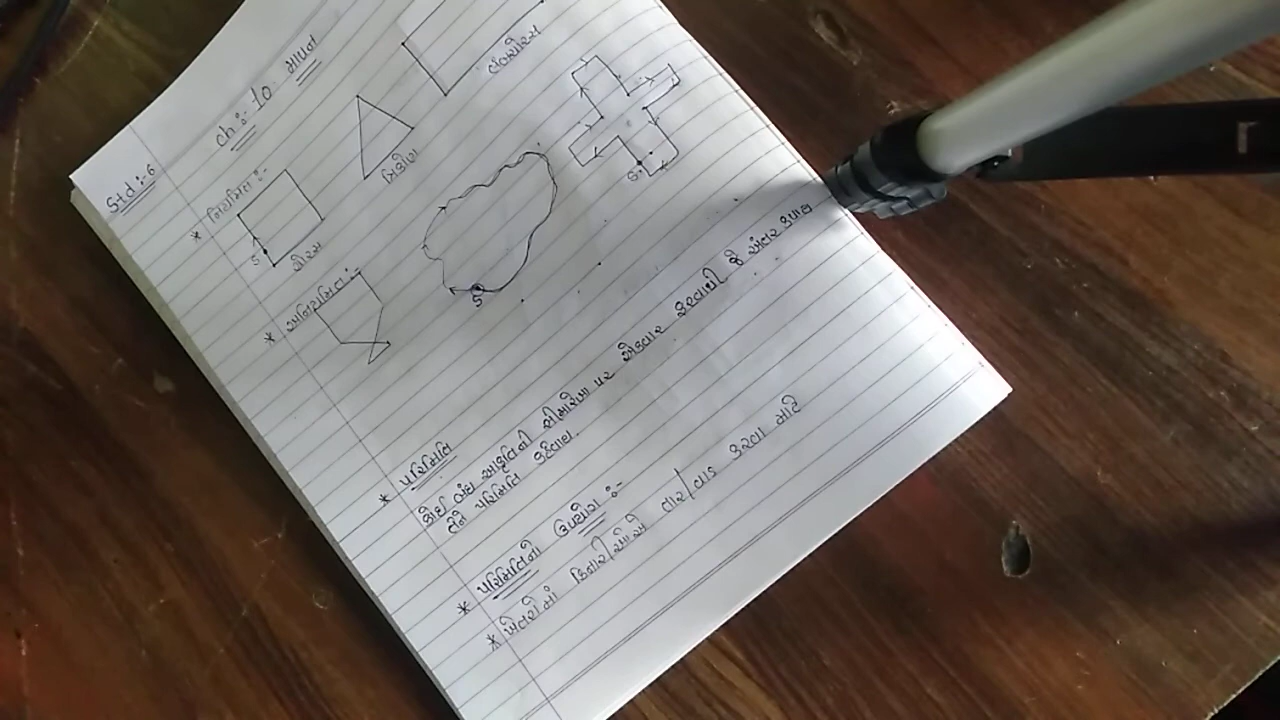 Std :- 6
ch :- 10 માપન
* નિયમિત :-
S
ચોરસ
ત્રિકોણ
લંબચોરસ
* અનિયમિત :-
S
G
* પરિમિતિ
કોઈ બંધ આકૃતિની સીમારેખા પર એકવાર ફરવાથી જે અંતર કપાય
તેને પરિમિતિ કહેવાય.
* પરિમિતિનો ઉપયોગ :-
* ખેતરોમાં કિનારીઓએ તાર/વાડ કરવા માટે